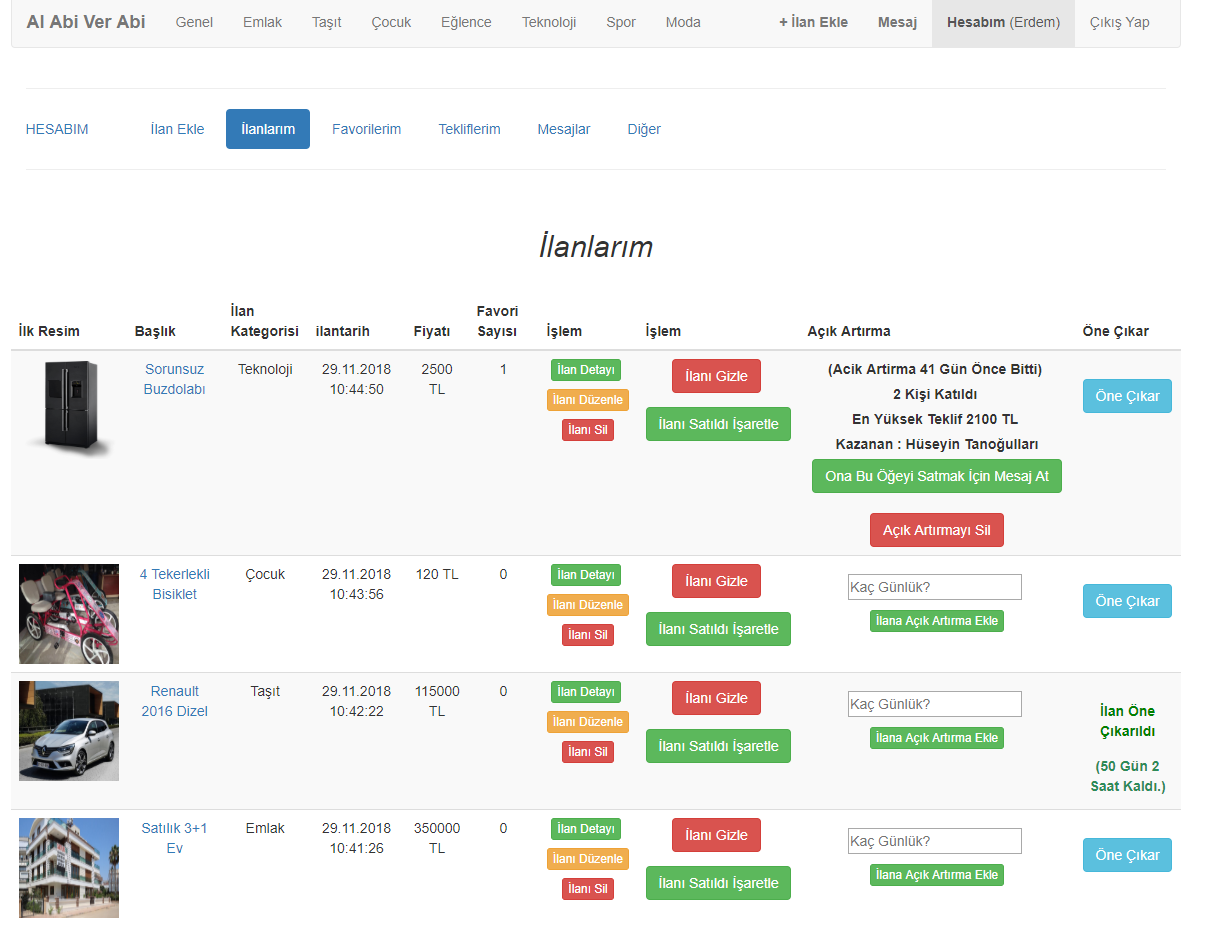 Al Abi Ver Abi Genel Emlak Taşıt Çocuk Eğlence Teknoloji Spor Moda + İlan Ekle Mesaj Hesabım (Erdem) Çıkış Yap
HESABIM İlan Ekle İlanlarım Favorilerim Tekliflerim Mesajlar Diğer
İlanlarım
İlk Resim Başlık İlan Kategorisi ilantarih Fiyatı Favori Sayısı İşlem İşlem Açık Artırma Öne Çıkar
Sorunsuz Teknoloji 29.11.2018 2500 1 İlan Detayı İlanı Gizle (Acik Artirma 41 Gün Önce Bitti)
Buzdolabı 10:44:50 TL İlanı Düzenle 2 Kişi Katıldı Öne Çıkar
İlanı Sil İlanı Satıldı İşaretle En Yüksek Teklif 2100 TL
Kazanan : Hüseyin Tanoğulları
Ona Bu Öğeyi Satmak İçin Mesaj At
Açık Artırmayı Sil
4 Tekerlekli Çocuk 29.11.2018 120 TL 0 İlan Detayı İlanı Gizle Kaç Günlük? Öne Çıkar
Bisiklet 10:43:56 İlanı Düzenle İlana Açık Artırma Ekle
İlanı Sil İlanı Satıldı İşaretle
Renault Taşıt 29.11.2018 115000 0 İlan Detayı İlanı Gizle Kaç Günlük? İlan Öne
2016 Dizel 10:42:22 TL İlanı Düzenle İlana Açık Artırma Ekle Çıkarıldı
İlanı Sil İlanı Satıldı İşaretle (50 Gün 2
Saat Kaldı.)
Satılık 3+1 Emlak 29.11.2018 350000 0 İlan Detayı İlanı Gizle Kaç Günlük? Öne Çıkar
Ev 10:41:26 TL İlanı Düzenle İlana Açık Artırma Ekle
İlanı Sil İlanı Satıldı İşaretle